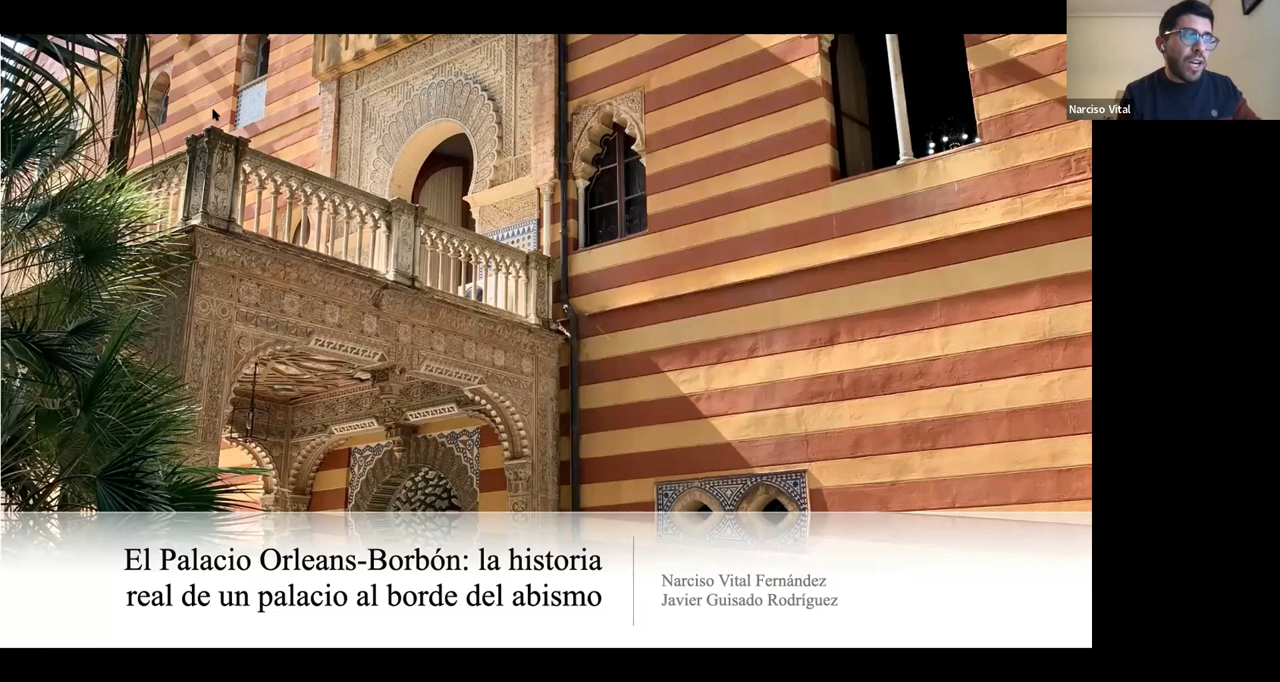 Narciso Vital
El Palacio Orleans-Borbón: la historia
real de un palacio al borde del abismo
Narciso Vital Fernández
Javier Guisado Rodríguez